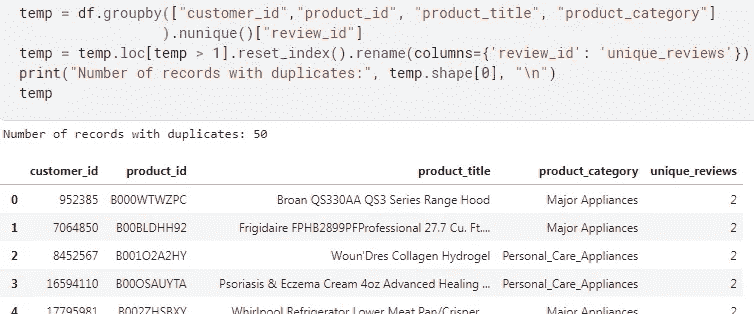 temp = df.groupby(["customer_id","product_id", "product_title", "product_category"]
).nunique()["review_id"]
temp = temp.loc[temp > 1].reset_index().rename(columns={'review_id': 'unique_reviews'})
print("Number of records with duplicates:", temp.shape[0], "\n")
temp
Number of records with duplicates: 50
customer_id product_id product_title product_category unique_reviews
0 952385 B000WTWZPC Broan QS330AA QS3 Series Range Hood Major Appliances 2
1 7064850 B00BLDHH92 Frigidaire FPHB2899PFProfessional 27.7 Cu. Ft.... Major Appliances 2
2 8452567 B001O2A2HY Woun'Dres Collagen Hydrogel Personal_Care_Appliances 2
3 16594110 B00OSAUYTA Psoriasis & Eczema Cream 4oz Advanced Healing ... Personal_Care_Appliances 2
4 17795981 B002ZHSBXY Whirlpool Refrigerator Lower Meat Pan/Crisper... Major Appliances 2